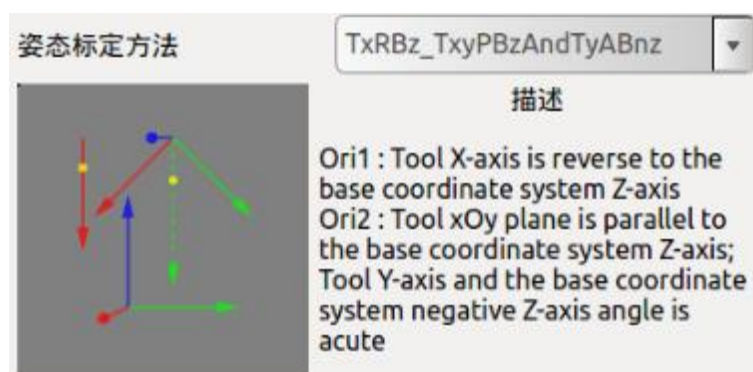 姿态标定方法
TxRBz_TxyPBzAndTyABnz
描述
Ori1 : Tool X-axis is reverse to the
base coordinate system Z-axis
Ori2 : Tool xOy plane is parallel to
the base coordinate system Z-axis;
Tool Y-axis and the base coordinate
system negative Z-axis angle is
acute